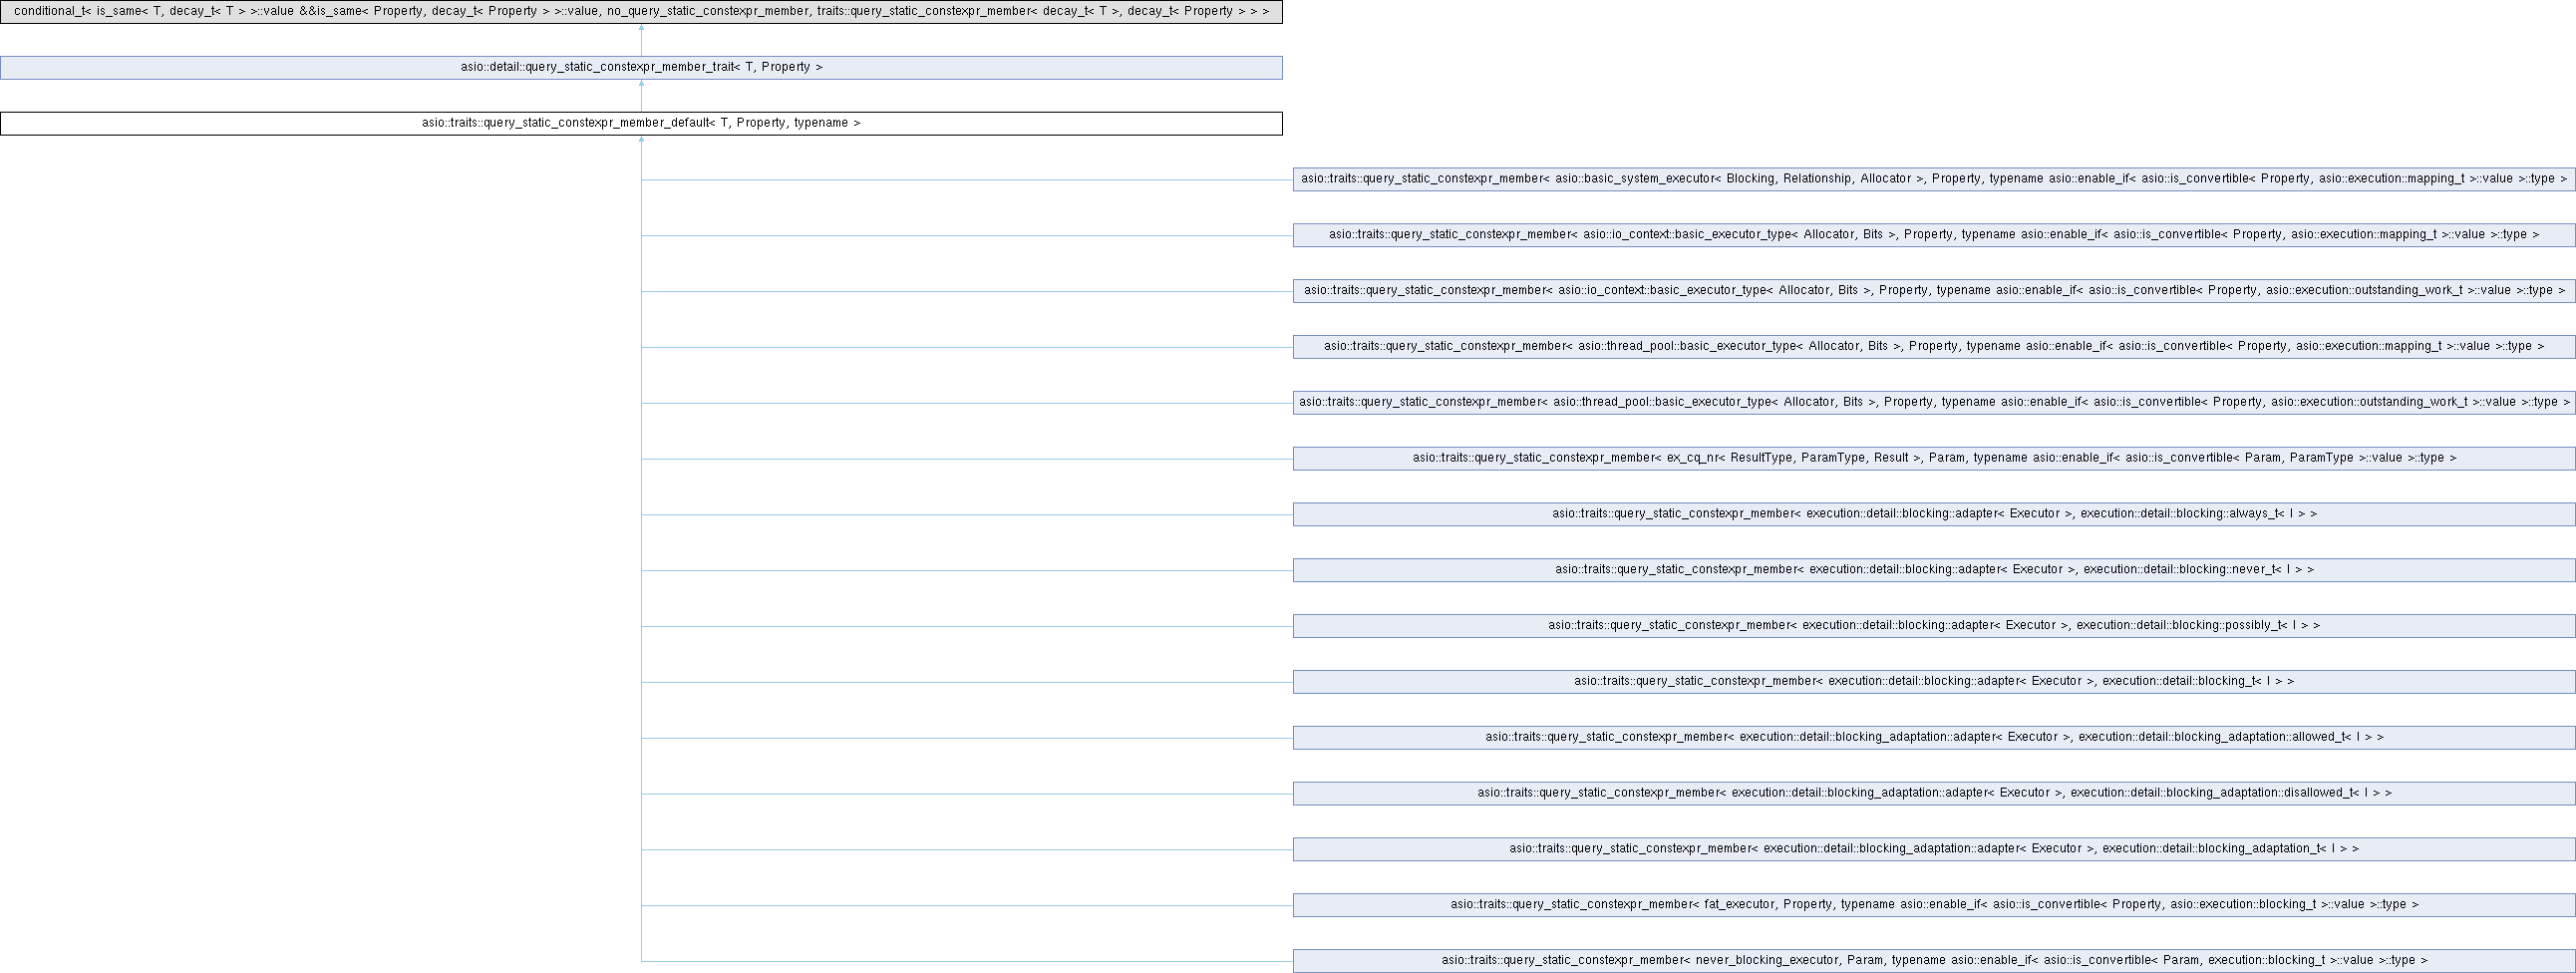 conditional_t< is_same< T, decay_t< T > >::value &&is_same< Property, decay_t< Property > >::value, no_query_static_constexpr_member, traits::query_static_constexpr_member< decay_t< T >, decay_t< Property > > >
asio::detail::query_static_constexpr_member_trait< T, Property >
asio::traits::query_static_constexpr_member_default< T, Property, typename >
asio::traits::query_static_constexpr_member< asio::basic_system_executor< Blocking, Relationship, Allocator >, Property, typename asio::enable_if< asio::is_convertible< Property, asio::execution::mapping_t >::value >::type >
asio::traits::query_static_constexpr_member< asio::io_context::basic_executor_type< Allocator, Bits >, Property, typename asio::enable_if< asio::is_convertible< Property, asio::execution::mapping_t >::value >::type >
asio::traits::query_static_constexpr_member< asio::io_context::basic_executor_type< Allocator, Bits >, Property, typename asio::enable_if< asio::is_convertible< Property, asio::execution::outstanding_work_t >::value >::type >
asio::traits::query_static_constexpr_member< asio::thread_pool::basic_executor_type< Allocator, Bits >, Property, typename asio::enable_if< asio::is_convertible< Property, asio::execution::mapping_t >::value >::type >
asio::traits::query_static_constexpr_member< asio::thread_pool::basic_executor_type< Allocator, Bits >, Property, typename asio::enable_if< asio::is_convertible< Property, asio::execution::outstanding_work_t >::value >::type >
asio::traits::query_static_constexpr_member< ex_cq_nr< ResultType, ParamType, Result >, Param, typename asio::enable_if< asio::is_convertible< Param, ParamType >::value >::type >
asio::traits::query_static_constexpr_member< execution::detail::blocking::adapter< Executor >, execution::detail::blocking::always_t< I > >
asio::traits::query_static_constexpr_member< execution::detail::blocking::adapter< Executor >, execution::detail::blocking::never_t< I > >
asio::traits::query_static_constexpr_member< execution::detail::blocking::adapter< Executor >, execution::detail::blocking::possibly_t< I > >
asio::traits::query_static_constexpr_member< execution::detail::blocking::adapter< Executor >, execution::detail::blocking_t< I > >
asio::traits::query_static_constexpr_member< execution::detail::blocking_adaptation::adapter< Executor >, execution::detail::blocking_adaptation::allowed_t< I > >
asio::traits::query_static_constexpr_member< execution::detail::blocking_adaptation::adapter< Executor >, execution::detail::blocking_adaptation::disallowed_t< I > >
asio::traits::query_static_constexpr_member< execution::detail::blocking_adaptation::adapter< Executor >, execution::detail::blocking_adaptation_t< I > >
asio::traits::query_static_constexpr_member< fat_executor, Property, typename asio::enable_if< asio::is_convertible< Property, asio::execution::blocking_t >::value >::type >
asio::traits::query_static_constexpr_member< never_blocking_executor, Param, typename asio::enable_if< asio::is_convertible< Param, execution::blocking_t >::value >::type >